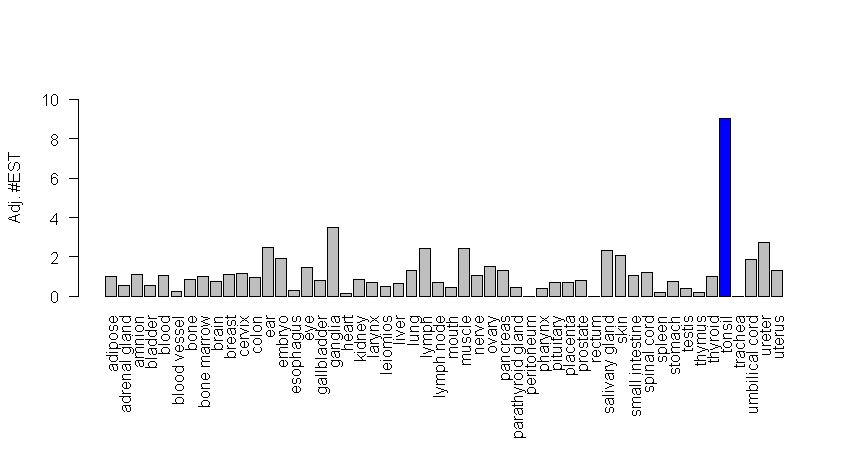 Adj. #EST
10
8
6
4
2
0
adipose
adrenal gland
amnion
bladder
blood
blood vessel
bone
bone marrow
brain
breast
cervix
colon
ear
embryo
esophagus
eye
gallbladder
ganglia
heart
kidney
larynx
leiomios
liver
lung
lymph
lymph node
mouth
muscle
nerve
ovary
pancreas
parathyroid gland
peritoneum
pharynx
pituitary
placenta
prostate
rectum
salivary gland
skin
small intestine
spinal cord
spleen
stomach
testis
thymus
thyroid
tonsil
trachea
umbilical cord
ureter
uterus